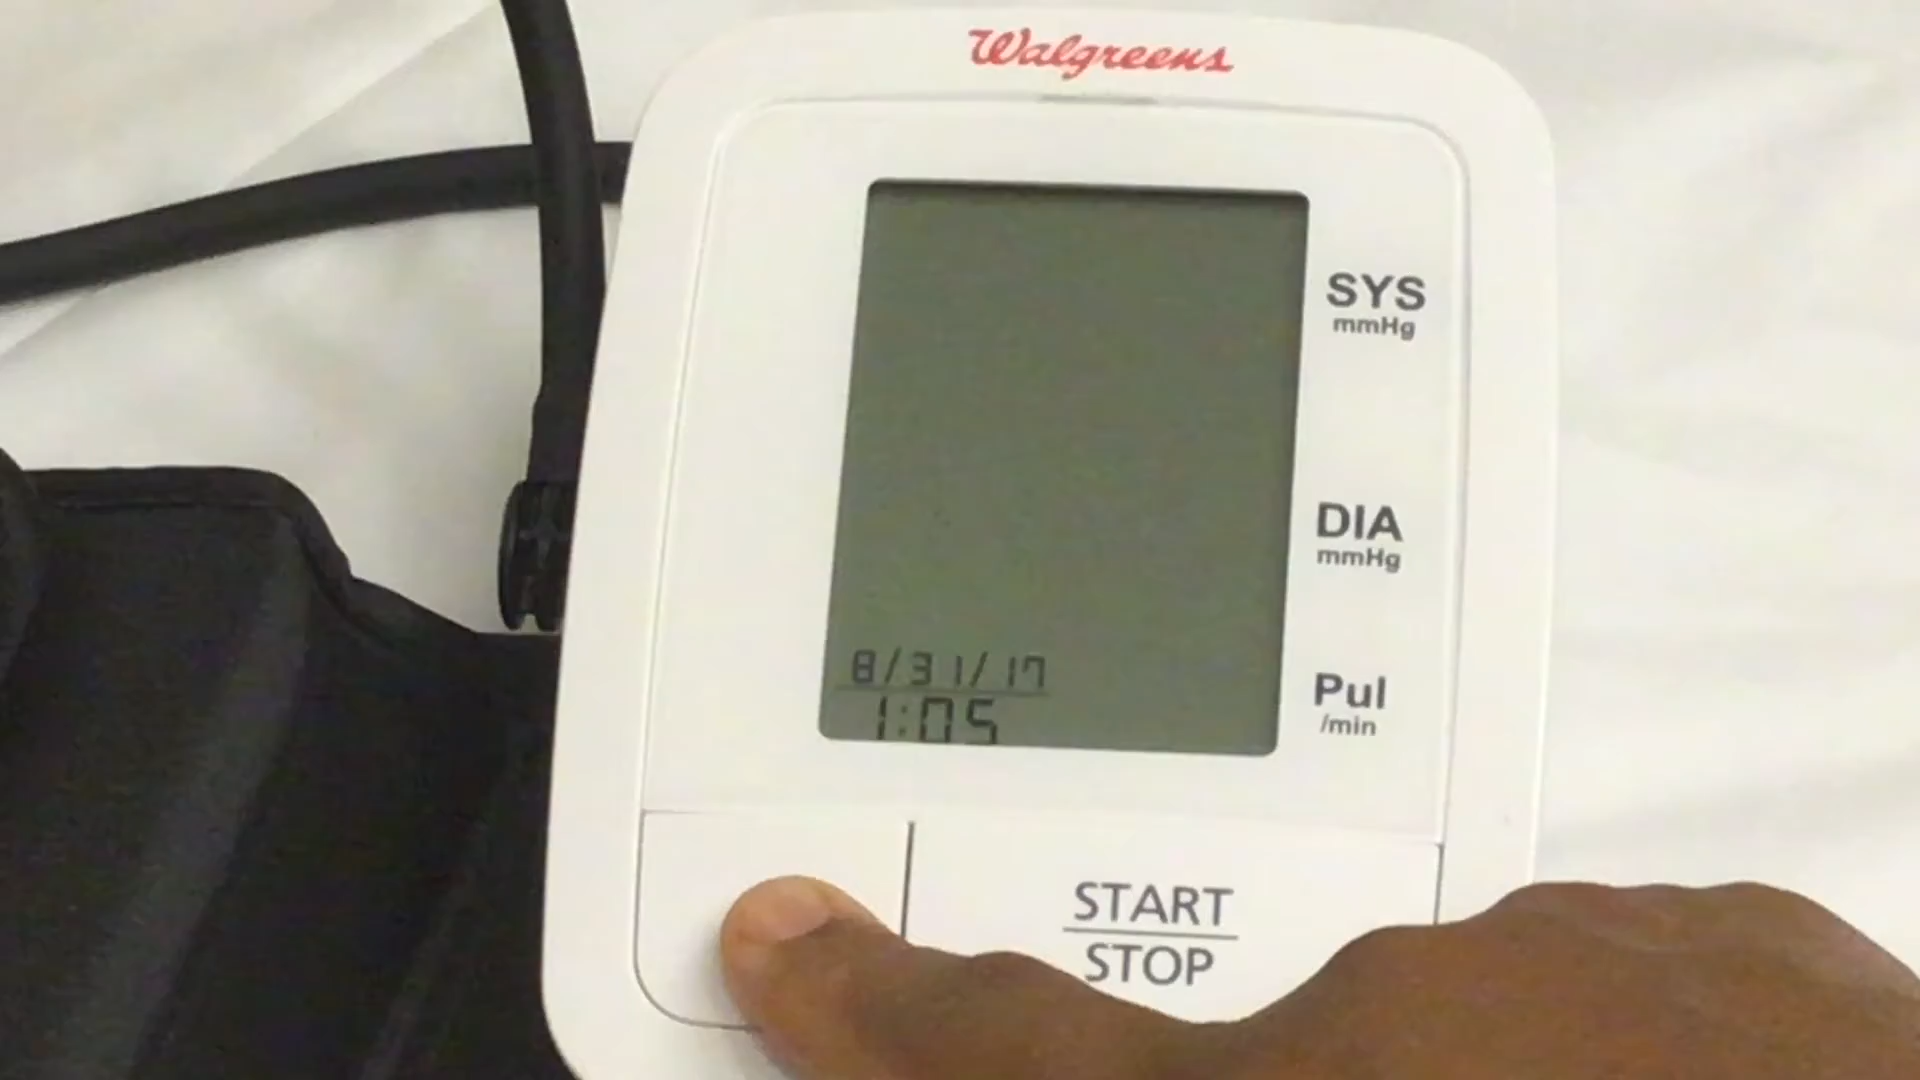 Walgreens
SYS
mmHg
DIA
mmHg
8/31/17
1:05
Pul
/min
START
STOP